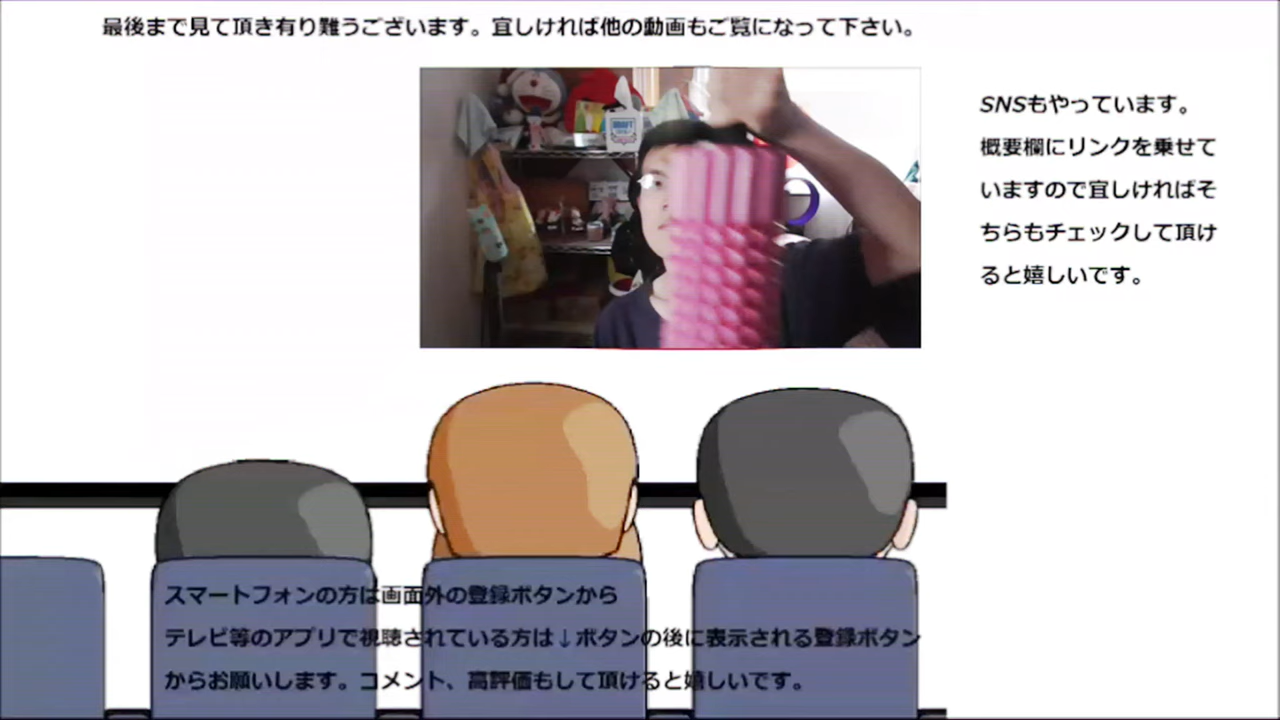 最後まで見て頂き有り難うございます。宜しければ他の動画もご覧になって下さい。
SNSもやっています。
概要欄にリンクを乗せて
いますので宜しければそ
ちらもチェックして頂け
ると嬉しいです。
スマートフォンの方は画面外の登録ボタンから
テレビ等のアプリで視聴されている方は↓ボタンの後に表示される登録ボタン
からお願いします。コメント、高評価もして頂けると嬉しいです。